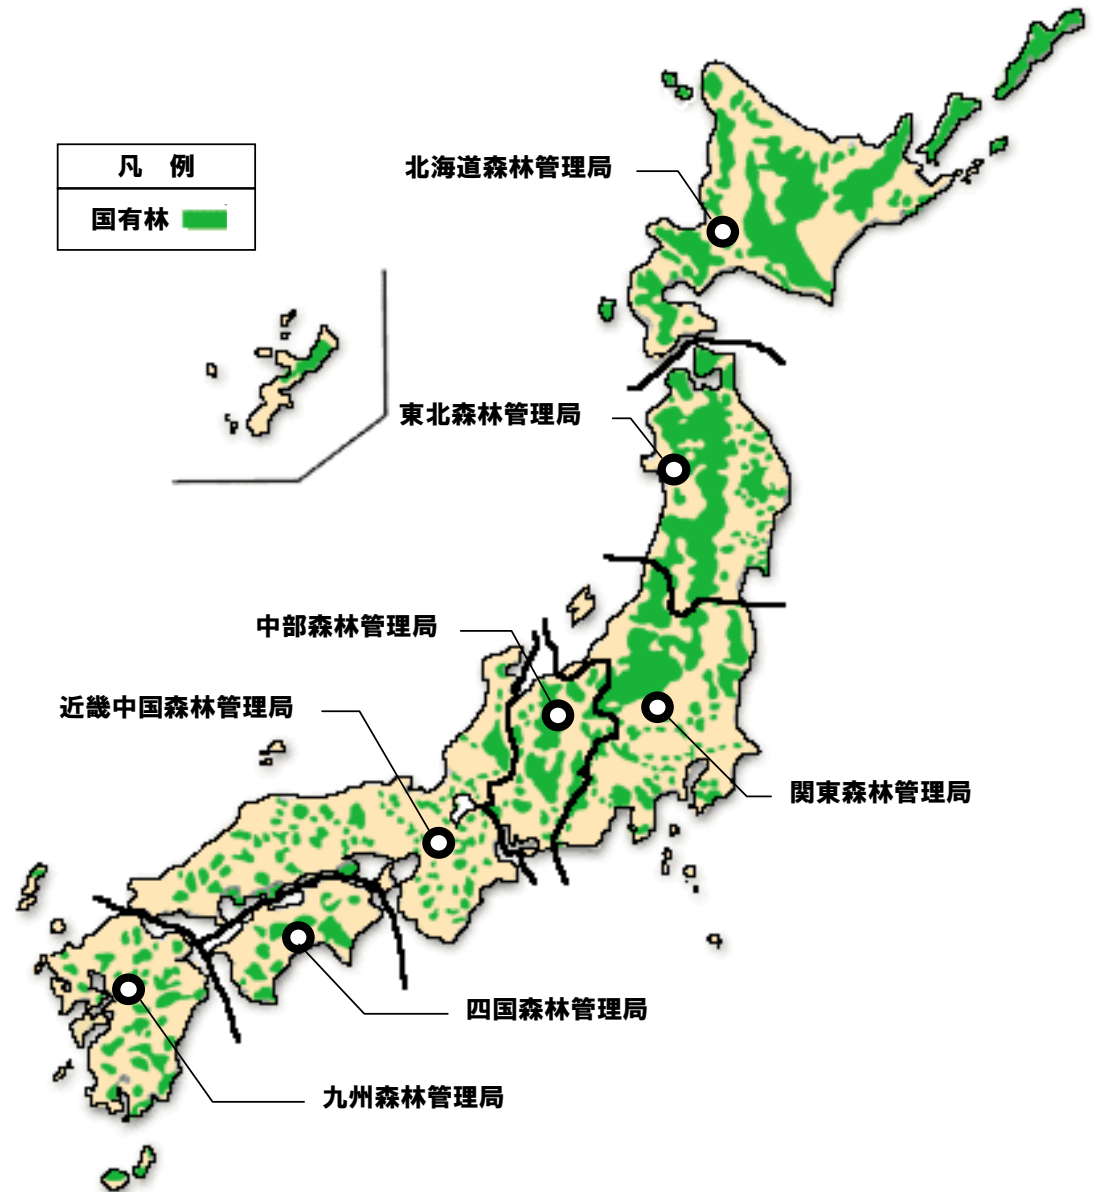 凡　例
国有林
北海道森林管理局
東北森林管理局
中部森林管理局
近畿中国森林管理局
関東森林管理局
四国森林管理局
九州森林管理局